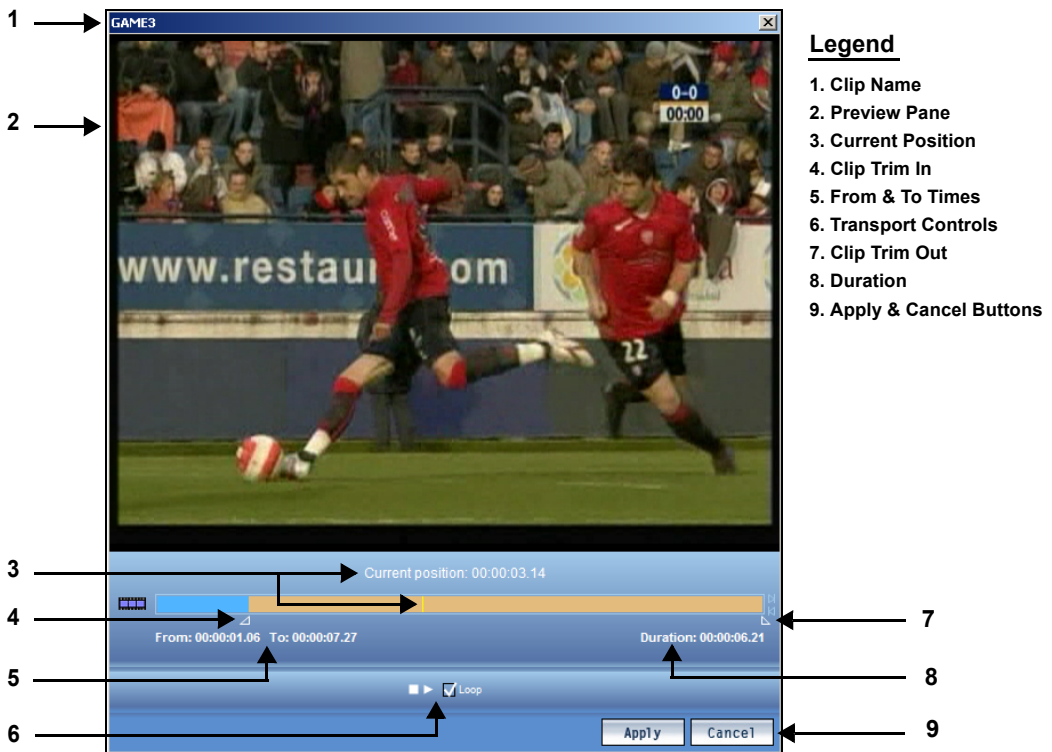 1
GAME3
2
0-0
00:00
www.restau
om
22
Legend
1. Clip Name
2. Preview Pane
3. Current Position
4. Clip Trim In
5. From & To Times
6. Transport Controls
7. Clip Trim Out
8. Duration
9. Apply & Cancel Buttons
3
Current position: 00:00:03.14
4
7
From: 00:00:01.06 To: 00:00:07.27
Duration: 00:00:06.21
5
8
Loop
6
Apply
Cancel
9